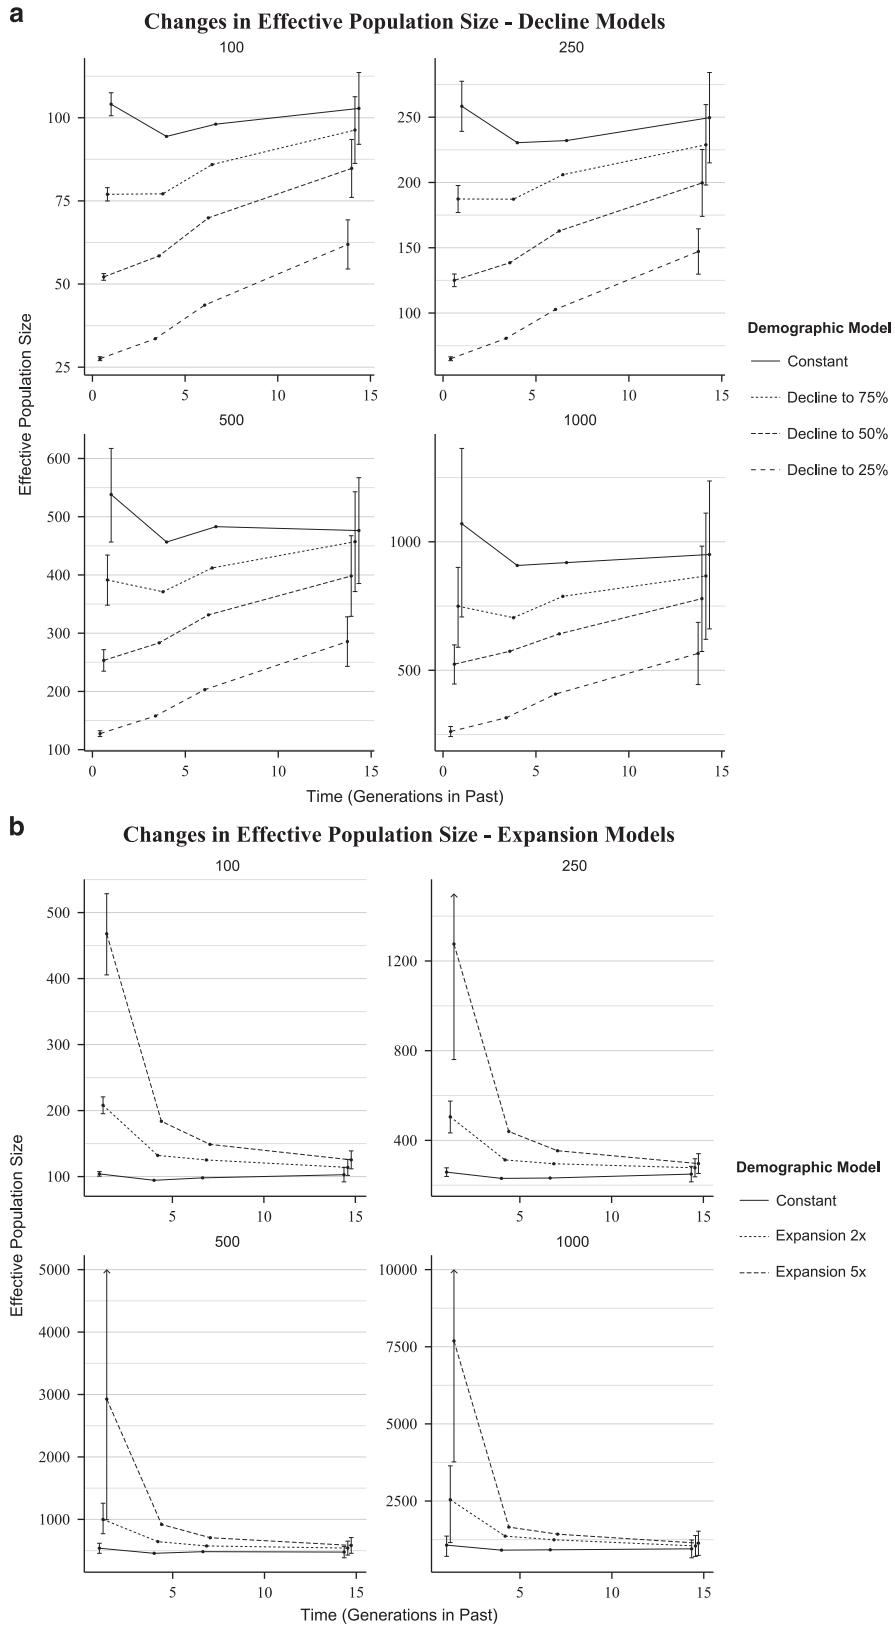 a
Changes in Effective Population Size - Decline Models
100
250
100
75
50
25
250
200
150
100
0 5 10 15
0 5 10 15
500
1000
600
500
400
300
200
100
1000
500
0 5 10 15
0 5 10 15
Effective Population Size
Time (Generations in Past)
Demographic Model
Constant
Decline to 75%
Decline to 50%
Decline to 25%
b
Changes in Effective Population Size - Expansion Models
100
250
500
400
300
200
100
1200
800
400
5 10 15
5 10 15
500
1000
5000
4000
3000
2000
1000
10000
7500
5000
2500
5 10 15
5 10 15
Effective Population Size
Time (Generations in Past)
Demographic Model
Constant
Expansion 2x
Expansion 5x